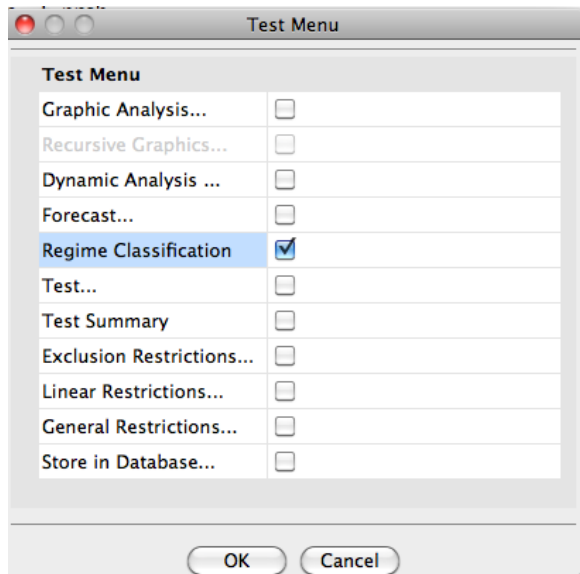 Test Menu
Test Menu
Graphic Analysis...
Recursive Graphics...
Dynamic Analysis ...
Forecast...
Regime Classification
Test...
Test Summary
Exclusion Restrictions...
Linear Restrictions...
General Restrictions...
Store in Database...
OK Cancel